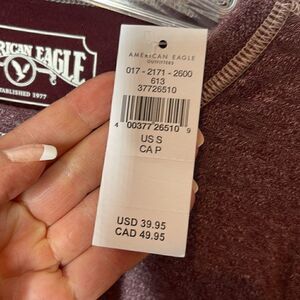 RICAN EAGLE
ESTABLISHED 1977
AMERICAN EAGLE
OUTFITTERS
017 - 2171 - 2600
613
37726510
4 00377 26510 9
US S
CA P
USD 39.95
CAD 49.95